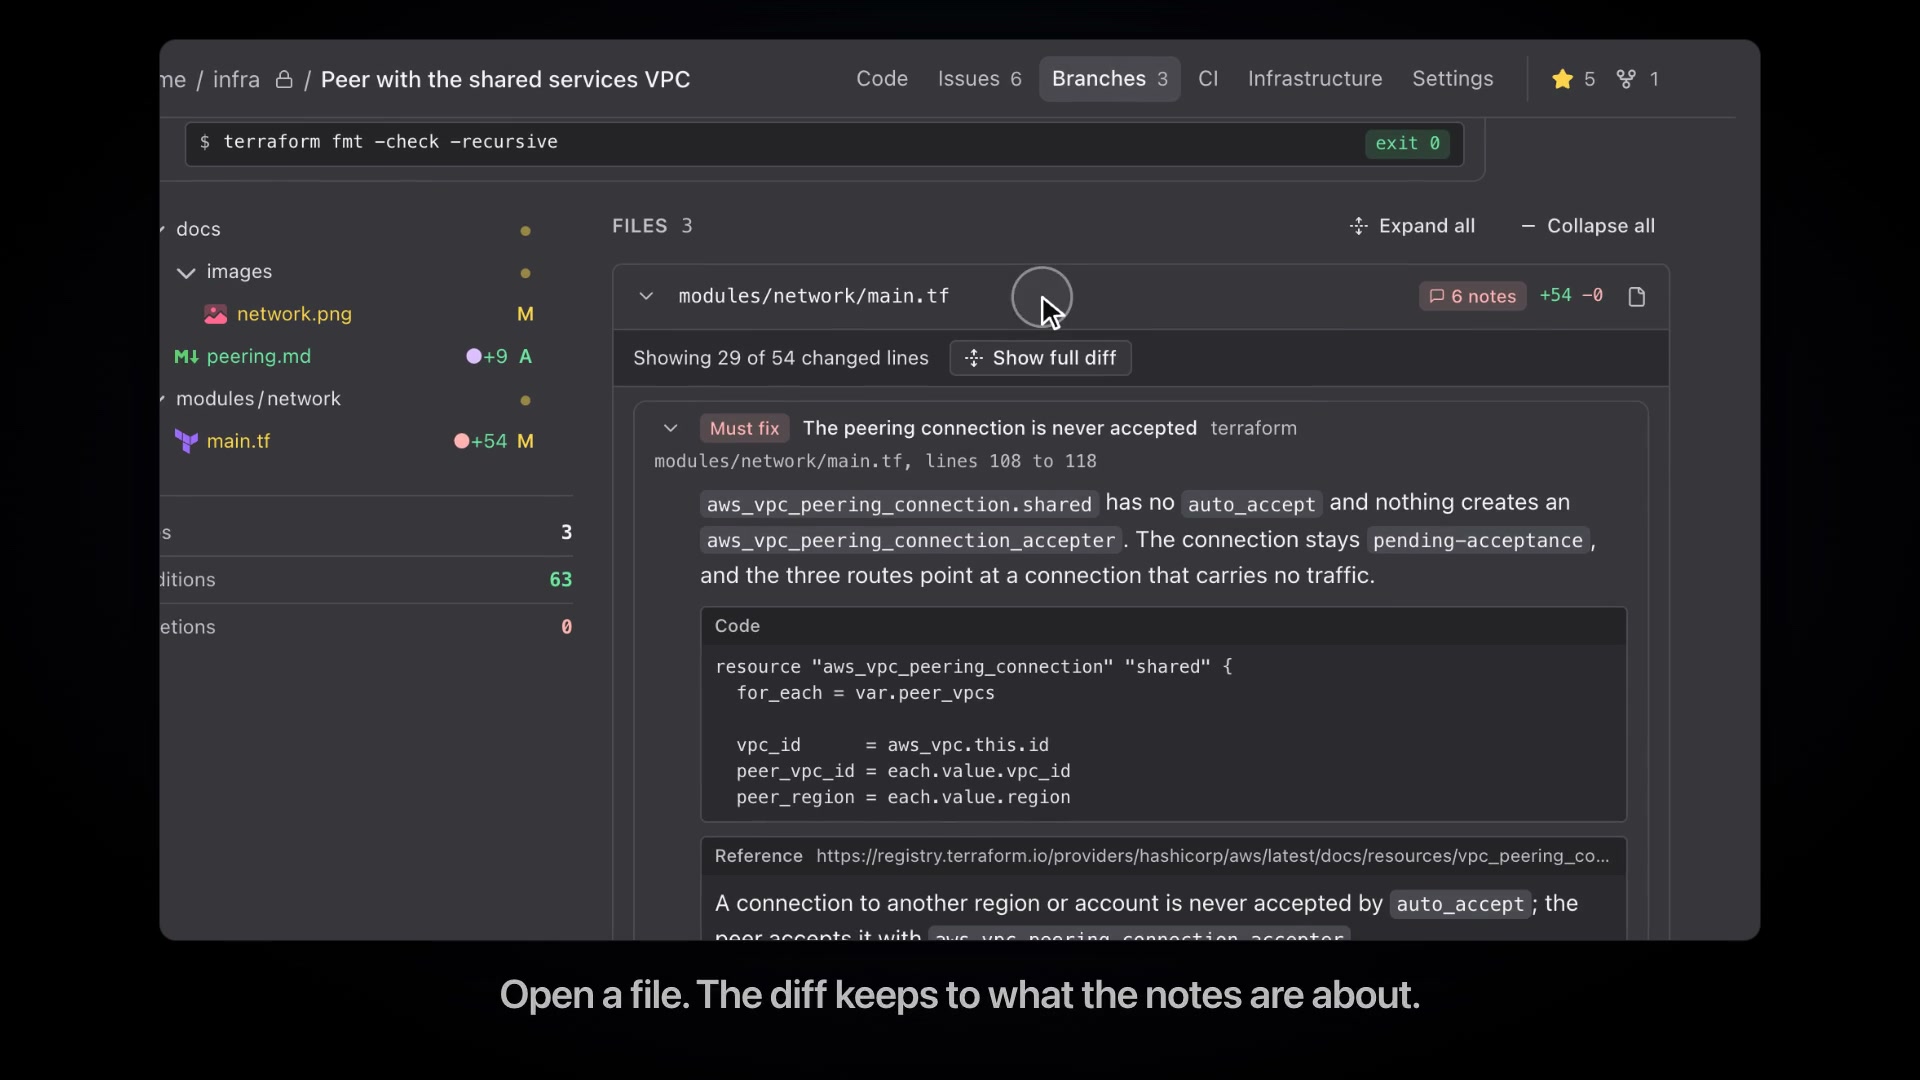 me / infra / Peer with the shared services VPC
Code Issues 6 Branches 3 CI Infrastructure Settings 5 1
$ terraform fmt -check -recursive exit 0
docs
images
network.png M
peering.md +9 A
modules/network
main.tf +54 M
s 3
ditions 63
etions 0
FILES 3 Expand all Collapse all
modules/network/main.tf 6 notes +54 -0
Showing 29 of 54 changed lines Show full diff
Must fix The peering connection is never accepted terraform
modules/network/main.tf, lines 108 to 118
aws_vpc_peering_connection.shared has no auto_accept and nothing creates an
aws_vpc_peering_connection_accepter. The connection stays pending-acceptance,
and the three routes point at a connection that carries no traffic.
Code
resource "aws_vpc_peering_connection" "shared" {
for_each = var.peer_vpcs
vpc_id = aws_vpc.this.id
peer_vpc_id = each.value.vpc_id
peer_region = each.value.region
Reference https://registry.terraform.io/providers/hashicorp/aws/latest/docs/resources/vpc_peering_co...
A connection to another region or account is never accepted by auto_accept; the
peer accepts it with aws_vpc_peering_connection_accepter
Open a file. The diff keeps to what the notes are about.